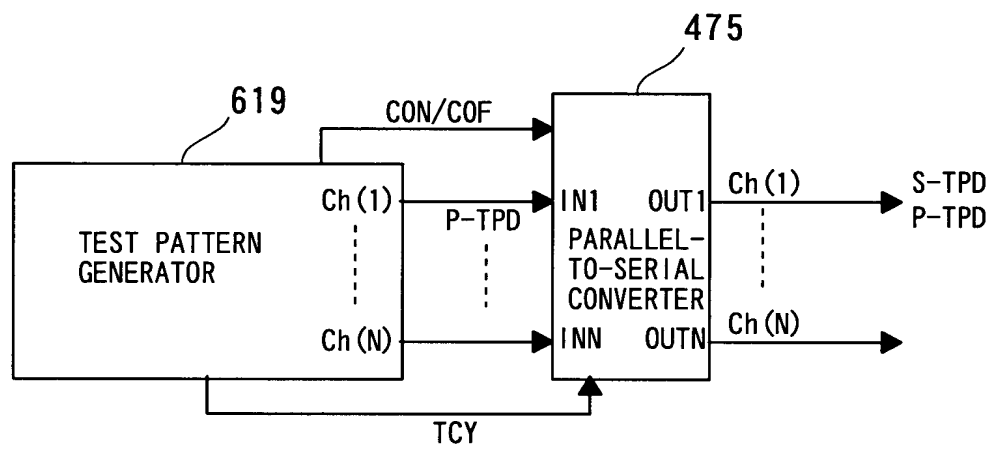 475
619
CON/COF
Ch(1)
P-TPD
IN1
OUT1
Ch(1)
S-TPD
P-TPD
TEST PATTERN
GENERATOR
PARALLEL-
TO-SERIAL
CONVERTER
Ch(N)
INN
OUTN
Ch(N)
TCY